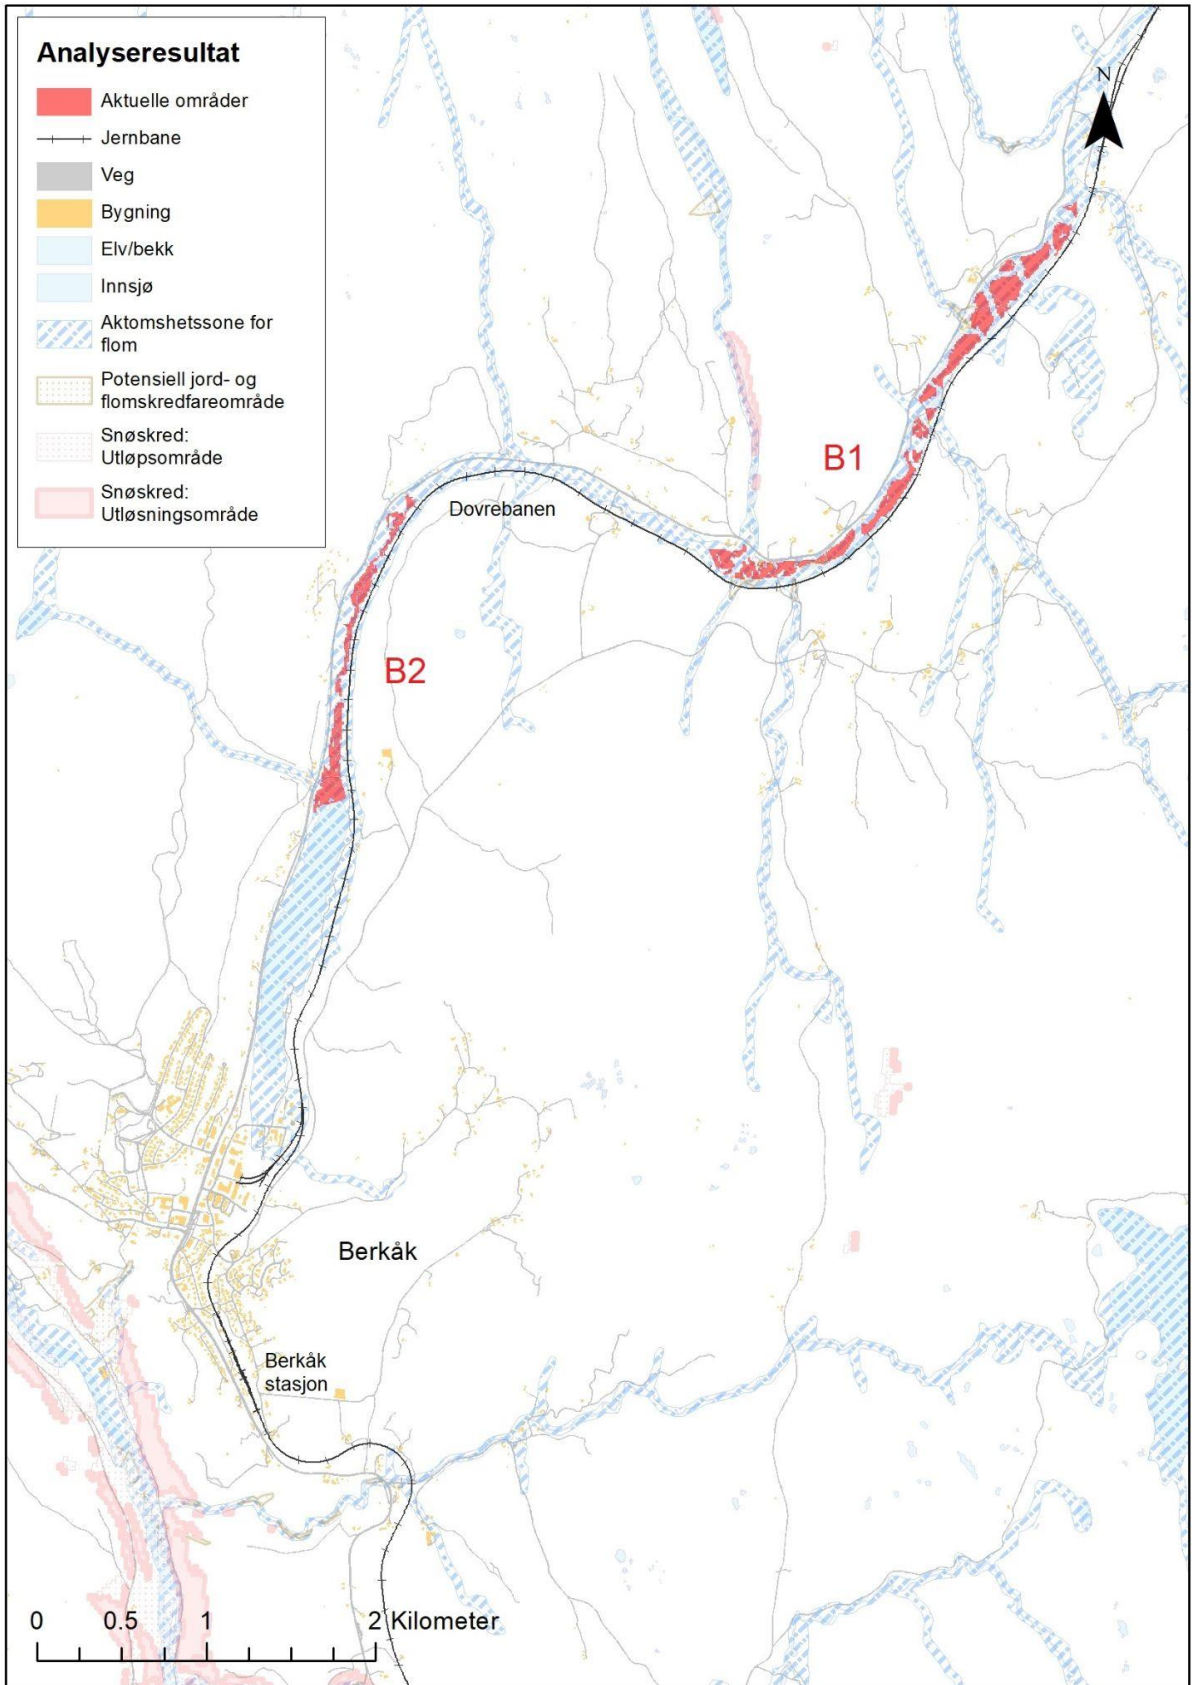 Analyseresultat
Aktuelle områder
Jernbane
Veg
Bygning
Elv/bekk
Innsjø
Aktomshetssone for
flom
Potensiell jord- og
flomskredfareområde
Snøskred:
Utløpsområde
Snøskred:
Utløsningsområde
N
B1
Dovrebanen
B2
Berkåk
Berkåk
stasjon
0 0.5 1 2 Kilometer